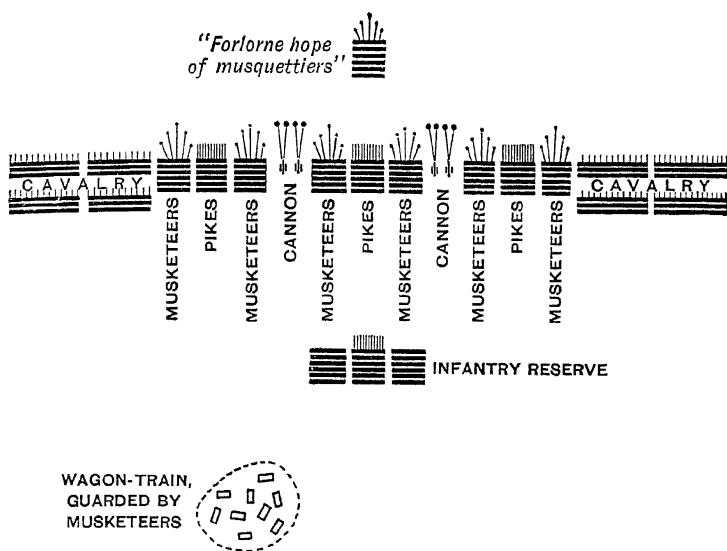 "Forlorne hope
of musquettiers"
CAVALRY
MUSKETEERS
PIKES
MUSKETEERS
CANNON
MUSKETEERS
PIKES
MUSKETEERS
CANNON
MUSKETEERS
PIKES
MUSKETEERS
CAVALRY
INFANTRY RESERVE
WAGON-TRAIN,
GUARDED BY
MUSKETEERS